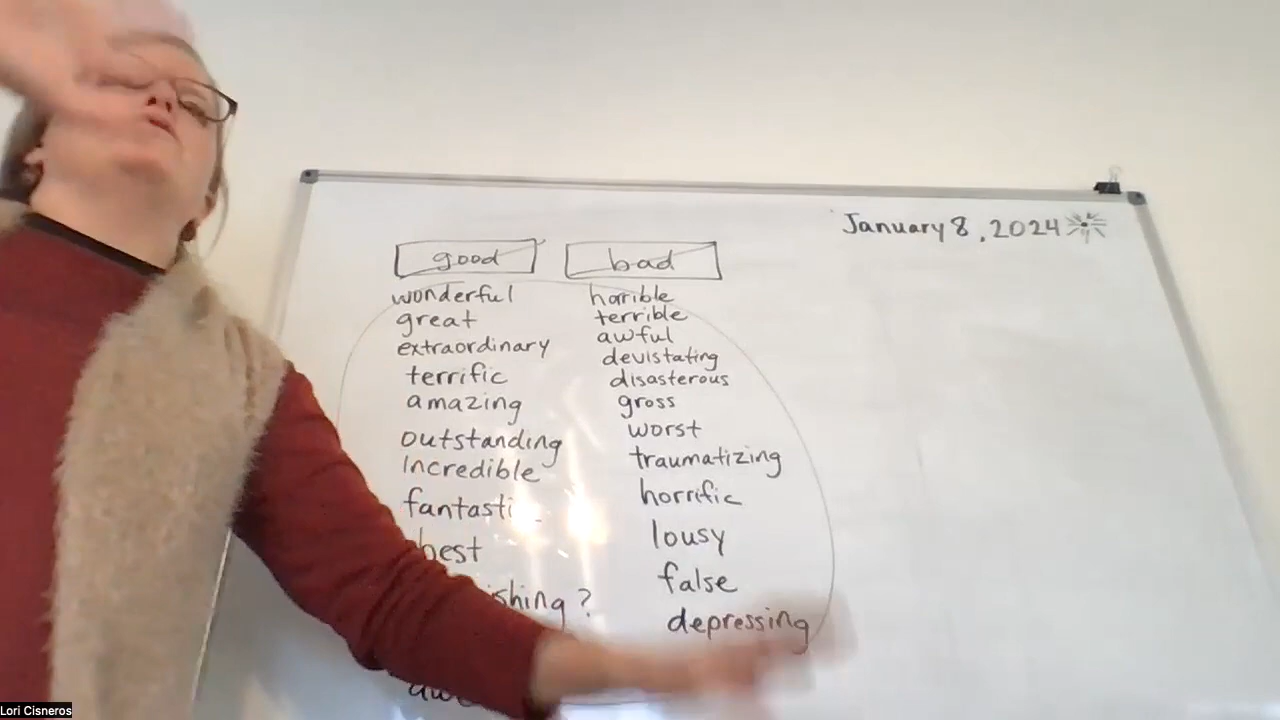 January 8, 2024
good
bad
wonderful
great
extraordinary
terrific
amazing
outstanding
Incredible
best
?
horrible
terrible
awful
devistating
disasterous
gross
worst
traumatizing
horrific
lousy
false
depressing
Lori Cisneros